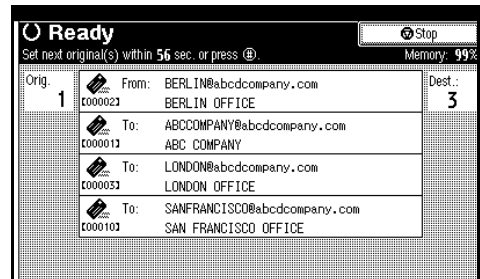 Ready
Stop
Set next original(s) within 56 sec. or press (#).
Memory: 99%
Orig.
1
From: BERLIN@abcdcompany.com
[00002] BERLIN OFFICE
To: ABCCOMPANY@abcdcompany.com
[00001] ABC COMPANY
To: LONDON@abcdcompany.com
[00003] LONDON OFFICE
To: SANFRANCISCO@abcdcompany.com
[00010] SAN FRANCISCO OFFICE
Dest.:
3